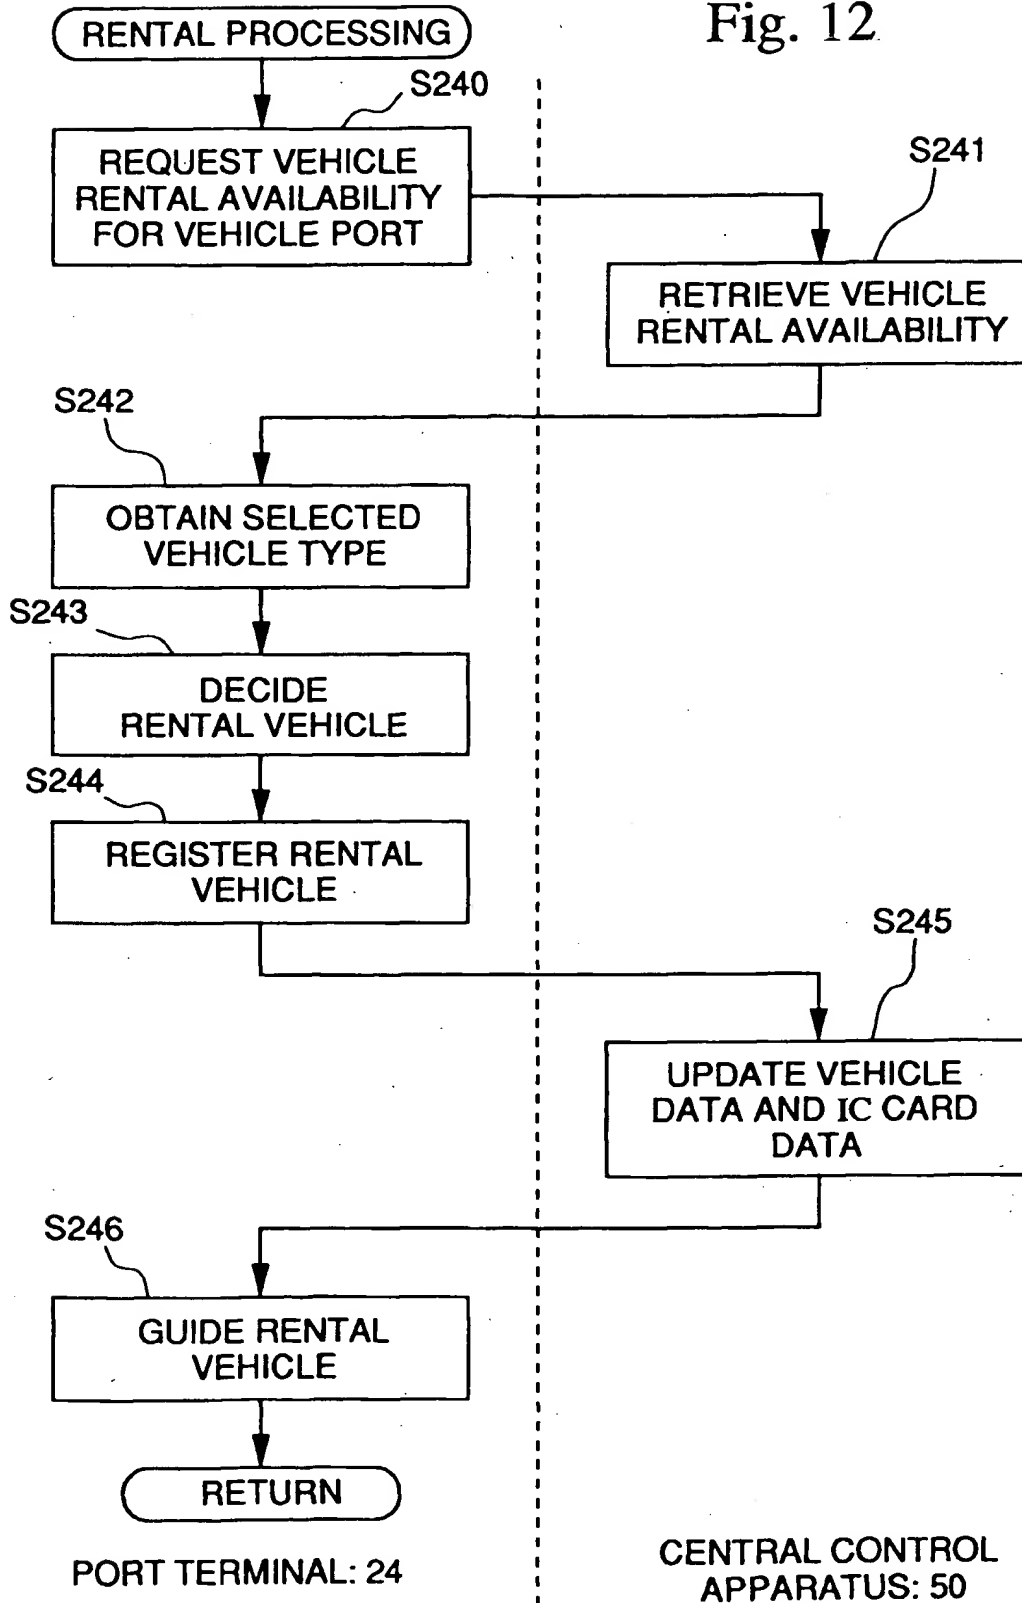 Fig. 12
RENTAL PROCESSING
S240
REQUEST VEHICLE
RENTAL AVAILABILITY
FOR VEHICLE PORT
S241
RETRIEVE VEHICLE
RENTAL AVAILABILITY
S242
OBTAIN SELECTED
VEHICLE TYPE
S243
DECIDE
RENTAL VEHICLE
S244
REGISTER RENTAL
VEHICLE
S245
UPDATE VEHICLE
DATA AND IC CARD
DATA
S246
GUIDE RENTAL
VEHICLE
RETURN
PORT TERMINAL: 24
CENTRAL CONTROL
APPARATUS: 50